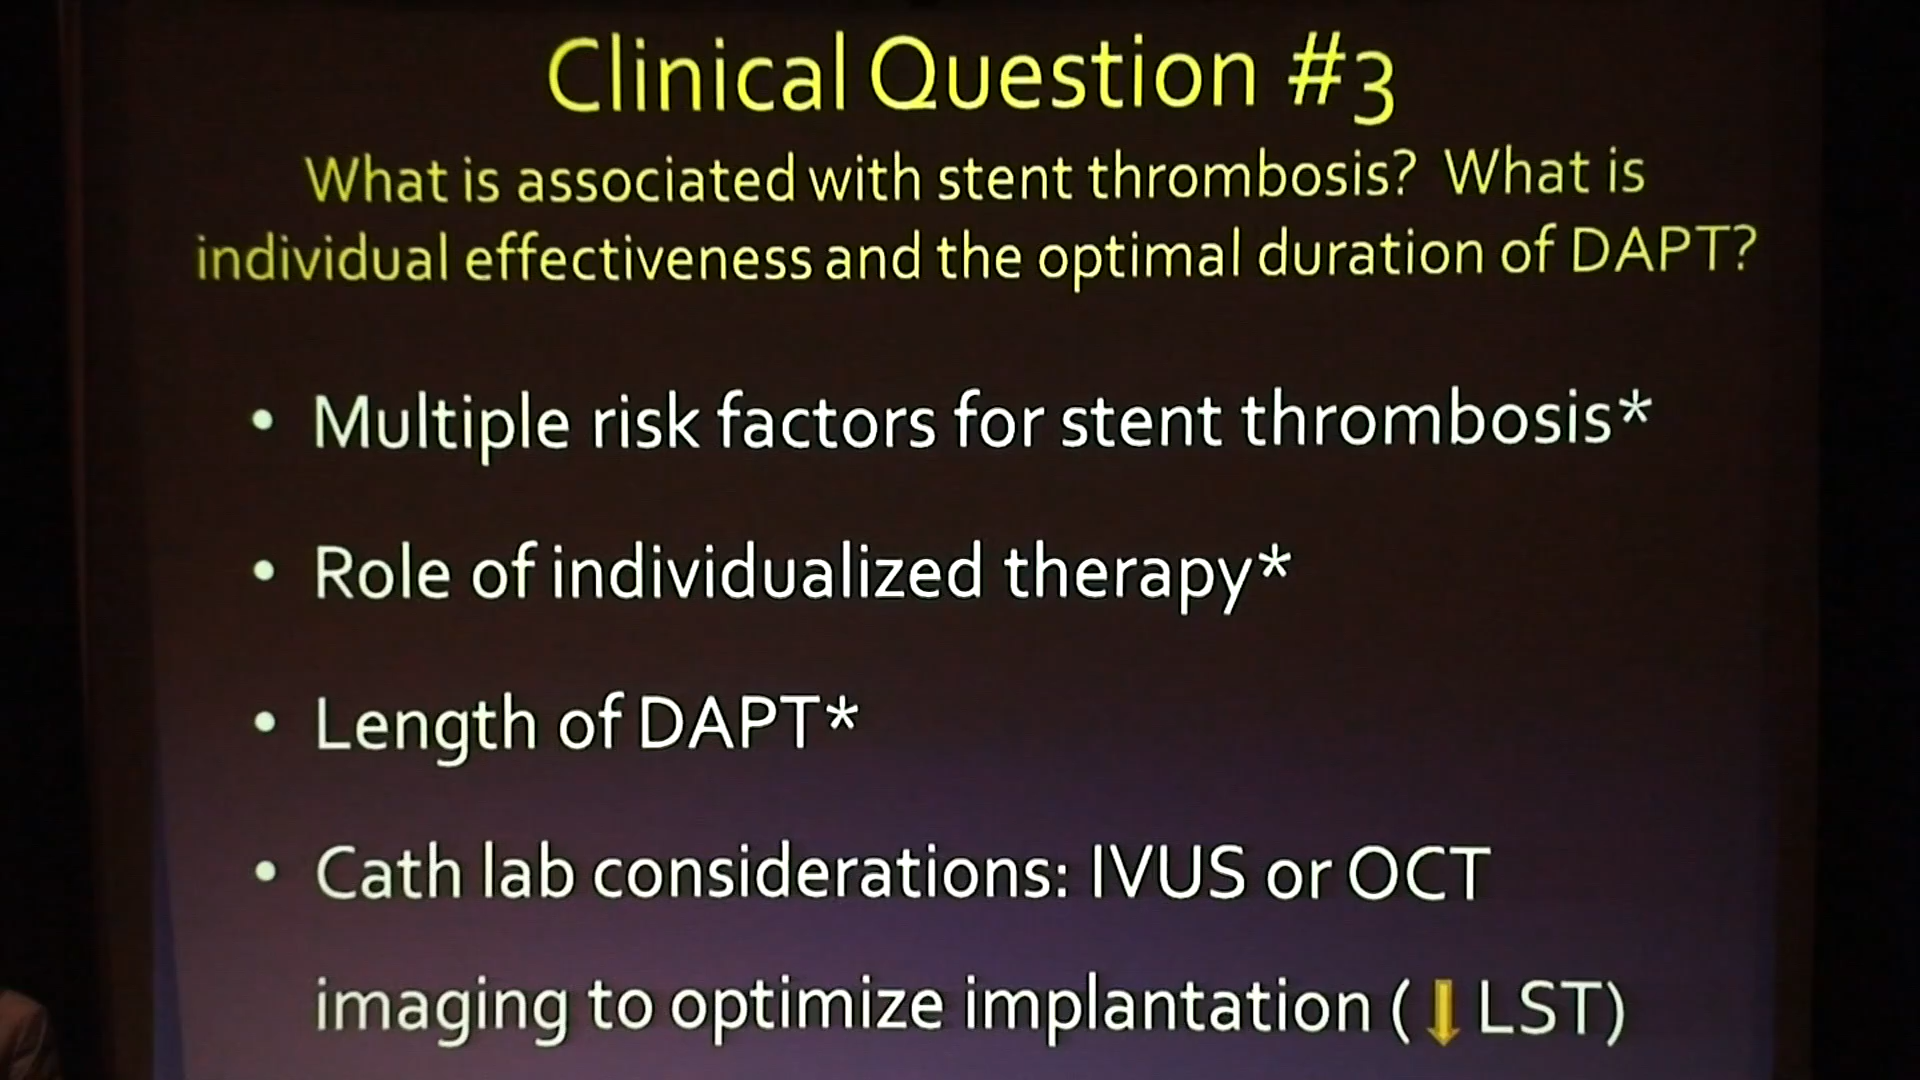 Clinical Question #3
What is associated with stent thrombosis? What is
individual effectiveness and the optimal duration of DAPT?
• Multiple risk factors for stent thrombosis*
• Role of individualized therapy*
• Length of DAPT*
• Cath lab considerations: IVUS or OCT
imaging to optimize implantation (⬇ LST)